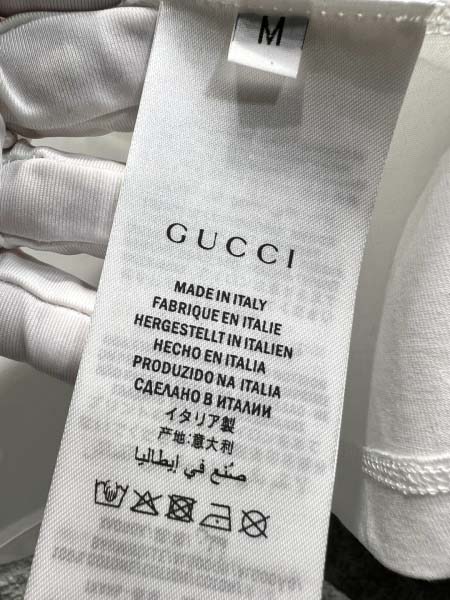 M
GUCCI
MADE IN ITALY
FABRIQUE EN ITALIE
HERGESTELLT IN ITALIEN
HECHO EN ITALIA
PRODUZIDO NA ITALIA
СДЕЛАНО В ИТАЛИИ
イタリア製
产地:意大利
صنع في إيطاليا